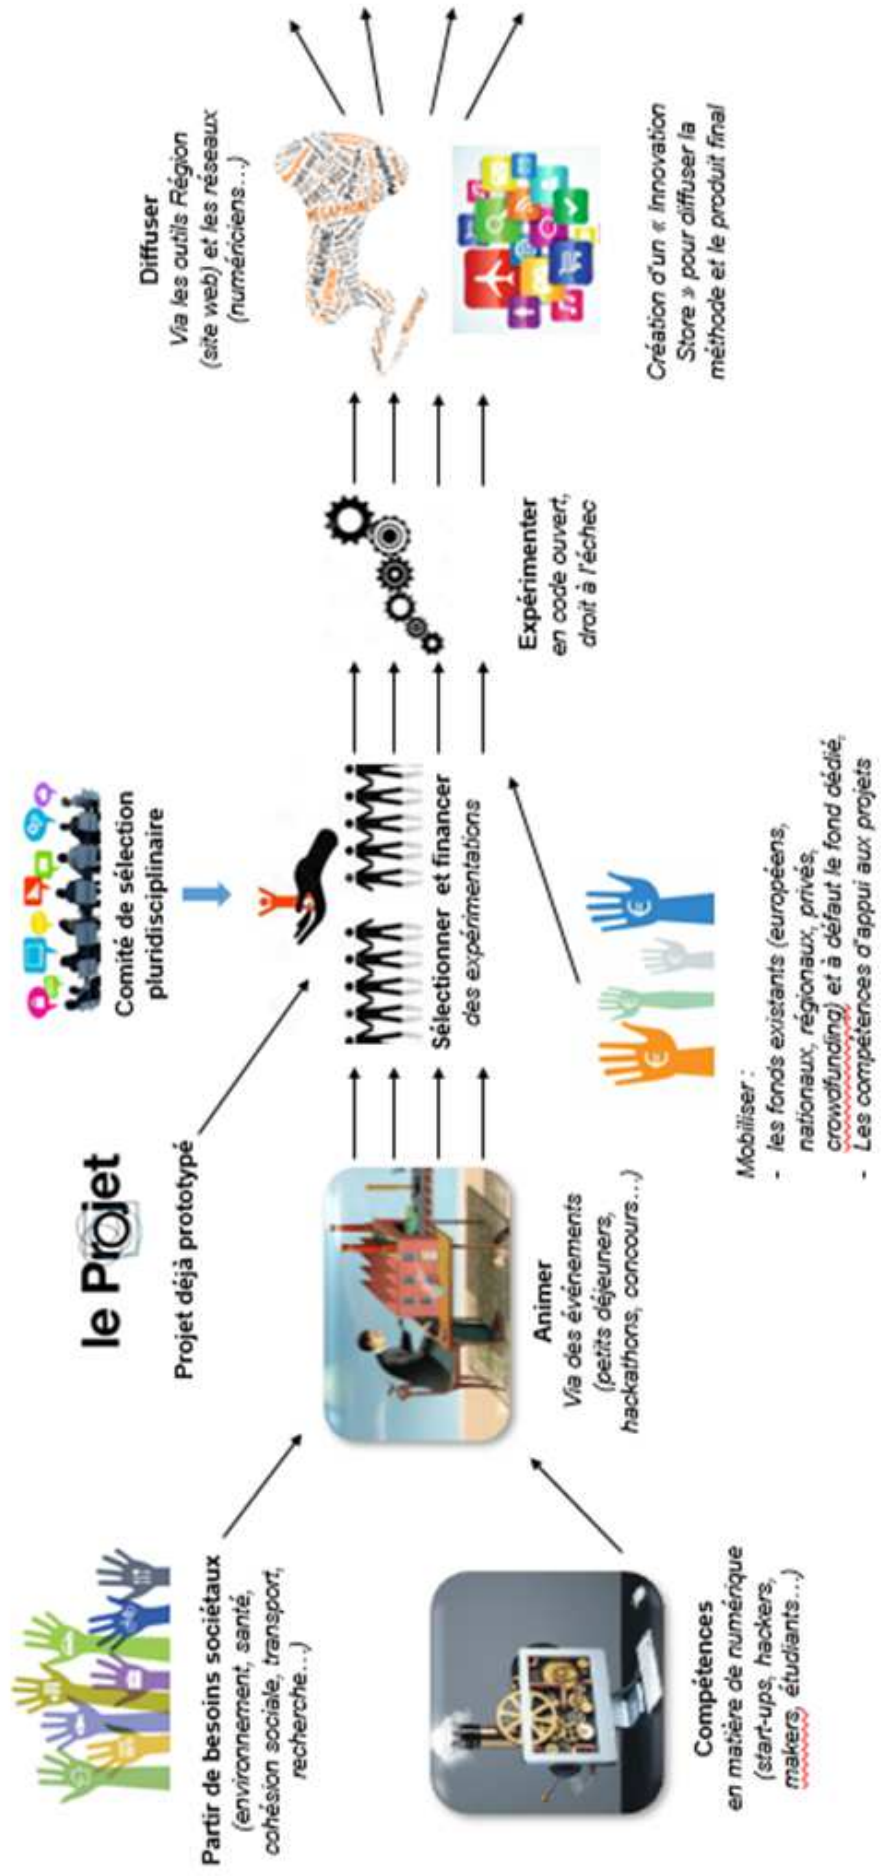 Partir de besoins sociétaux
(environnement, santé,
cohésion sociale, transport,
recherche…)
Compétences
en matière de numérique
(start-ups, hackers,
makers, étudiants…)
le Projet
Projet déjà prototypé
Animer
Via des événements
(petits déjeuners,
hackathons, concours…)
Comité de sélection
pluridisciplinaire
Sélectionner et financer
des expérimentations
Mobiliser :
- les fonds existants (européens,
nationaux, régionaux, privés,
crowdfunding) et à défaut le fond dédié,
- Les compétences d'appui aux projets
Expérimenter
en code ouvert,
droit à l'échec
Diffuser
Via les outils Région
(site web) et les réseaux
(numériciens…)
MEGAPHONE
Création d'un « Innovation
Store » pour diffuser la
méthode et le produit final